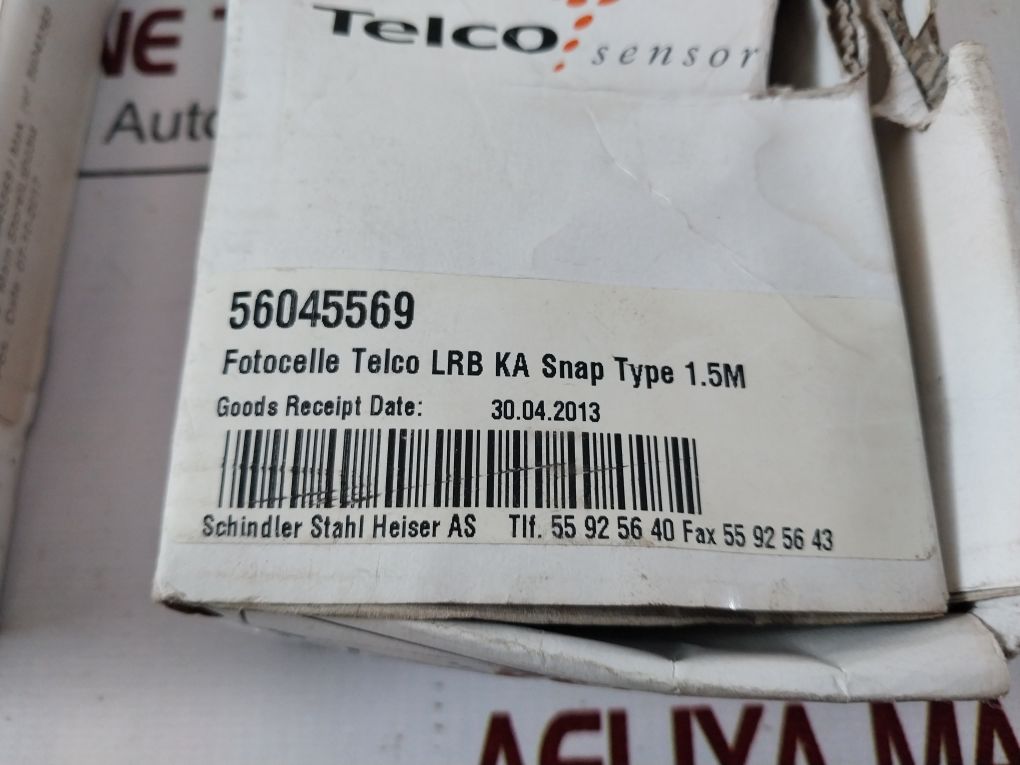 NE
Auto
Telco
sensor
56045569
Fotocelle Telco LRB KA Snap Type 1.5M
Goods Receipt Date: 30.04.2013
Schindler Stahl Heiser AS Tlf. 55 92 56 40 Fax 55 92 56 43
AELIYA MA